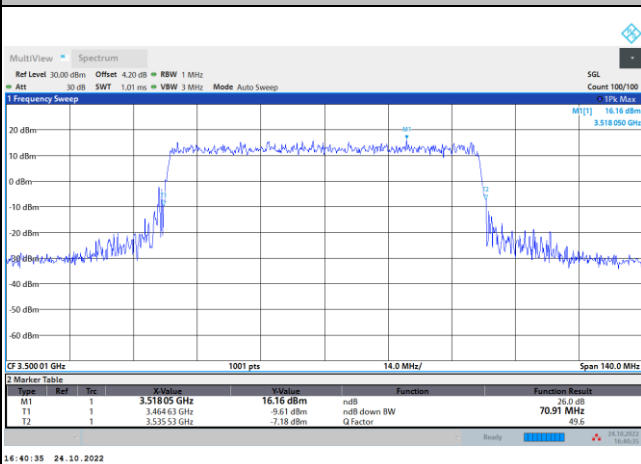 MultiView Spectrum
Ref Level 30.00 dBm Offset 4.20 dB RBW 1 MHz SGL
Att 30 dB SWT 1.01 ms VBW 3 MHz Mode Auto Sweep Count 100/100
1 Frequency Sweep 1Pk Max
M1[1] 16.16 dBm
3.518 050 GHz
20 dBm
M1
10 dBm
0 dBm
T2
-10 dBm
-20 dBm
-30 dBm
-40 dBm
-50 dBm
-60 dBm
CF 3.500 01 GHz 1001 pts 14.0 MHz/ Span 140.0 MHz
2 Marker Table
Type Ref Trc X-Value Y-Value Function Function Result
M1 1 3.518 05 GHz 16.16 dBm ndB 26.0 dB
T1 1 3.464 63 GHz -9.61 dBm ndB down BW 70.91 MHz
T2 1 3.535 53 GHz -7.18 dBm Q Factor 49.6
Ready 24.10.2022
16:40:35
16:40:35 24.10.2022